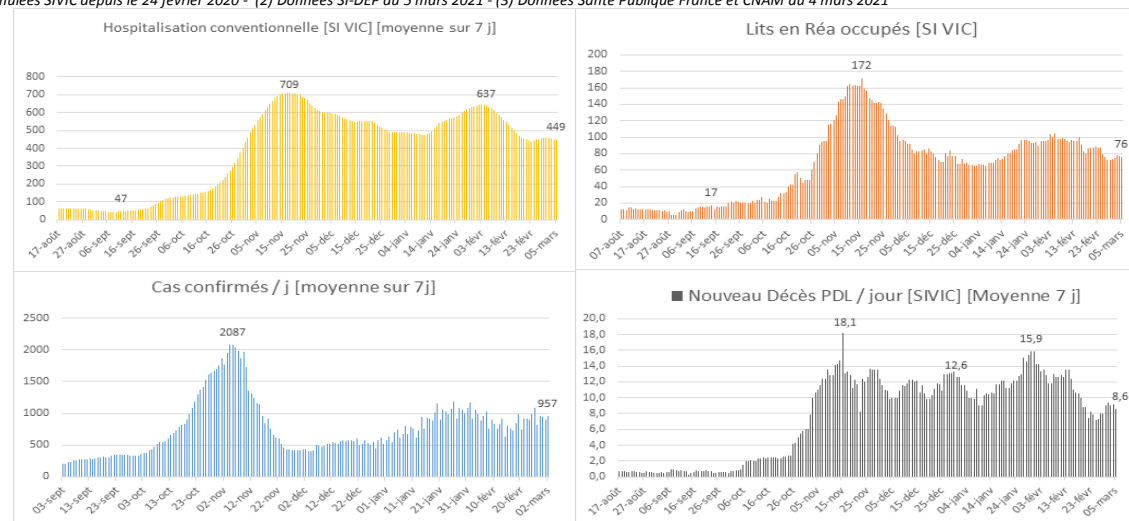 mulées SIVIC depuis le 24 février 2020 - (2) Données SI-DEP du 5 mars 2021 - (3) Données Santé Publique France et CNAM du 4 mars 2021
Hospitalisation conventionnelle [SI VIC] [moyenne sur 7 j]
800
700
600
500
400
300
200
100
0
47
709
637
449
17-août
27-août
06-sept
16-sept
26-sept
06-oct
16-oct
26-oct
05-nov
15-nov
25-nov
05-déc
15-déc
25-déc
04-janv
14-janv
24-janv
03-févr
13-févr
23-févr
05-mars
Lits en Réa occupés [SI VIC]
200
180
160
140
120
100
80
60
40
20
0
17
172
76
07-août
17-août
27-août
06-sept
16-sept
26-sept
06-oct
16-oct
26-oct
05-nov
15-nov
25-nov
05-déc
15-déc
25-déc
04-janv
14-janv
24-janv
03-févr
13-févr
23-févr
05-mars
Cas confirmés / j [moyenne sur 7j]
2500
2000
1500
1000
500
0
2087
957
03-sept
13-sept
23-sept
03-oct
13-oct
23-oct
02-nov
12-nov
22-nov
02-déc
12-déc
22-déc
01-janv
11-janv
21-janv
31-janv
10-févr
20-févr
02-mars
Nouveau Décès PDL / jour [SIVIC] [Moyenne 7 j]
20,0
18,0
16,0
14,0
12,0
10,0
8,0
6,0
4,0
2,0
0,0
18,1
12,6
15,9
8,6
17-août
27-août
06-sept
16-sept
26-sept
06-oct
16-oct
26-oct
05-nov
15-nov
25-nov
05-déc
15-déc
25-déc
04-janv
14-janv
24-janv
03-févr
13-févr
23-févr
05-mars